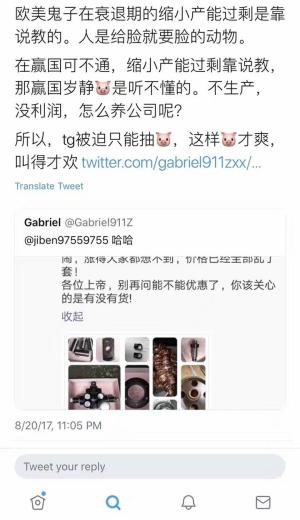 欧美鬼子在衰退期的缩小产能过剩是靠
说教的。人是给脸就要脸的动物。
在赢国可不通，缩小产能过剩靠说教，
那赢国岁静🐷是听不懂的。不生产，
没利润，怎么养公司呢?
所以，tg被迫只能抽🐷，这样🐷才爽，
叫得才欢 twitter.com/gabriel911zxx/…
Translate Tweet
Gabriel @Gabriel911Z
@jiben97559755 哈哈
闹，涨得大家都想不到，价格已经全部乱了
套!
各位上帝，别再问能不能优惠了，你该关心
的是有没有货!
收起
8/20/17, 11:05 PM
Tweet your reply